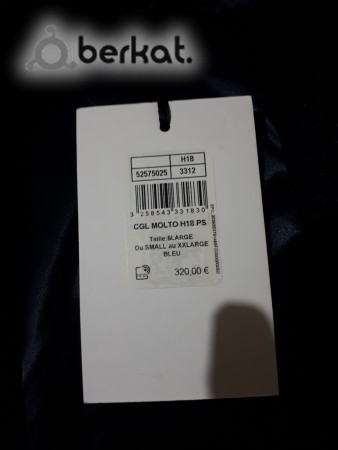 berkat.
H18
52575025 3312
3 258543 331830
CGL MOLTO H18 PS
Taille:6LARGE
Du SMALL au XXLARGE
BLEU
320,00 €